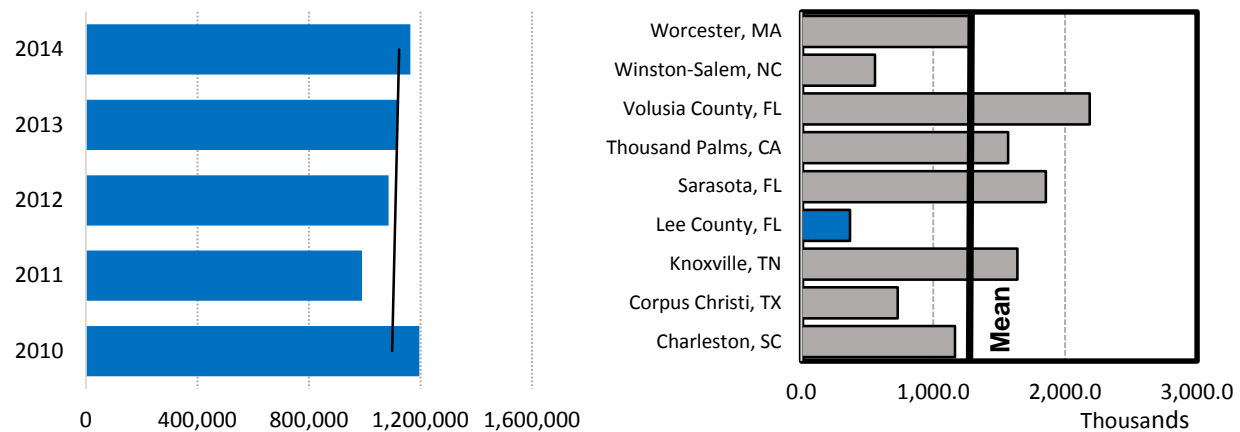 2014
2013
2012
2011
2010
0 400,000 800,000 1,200,000 1,600,000
Worcester, MA
Winston-Salem, NC
Volusia County, FL
Thousand Palms, CA
Sarasota, FL
Lee County, FL
Knoxville, TN
Corpus Christi, TX
Charleston, SC
Mean
0.0 1,000.0 2,000.0 3,000.0
Thousands